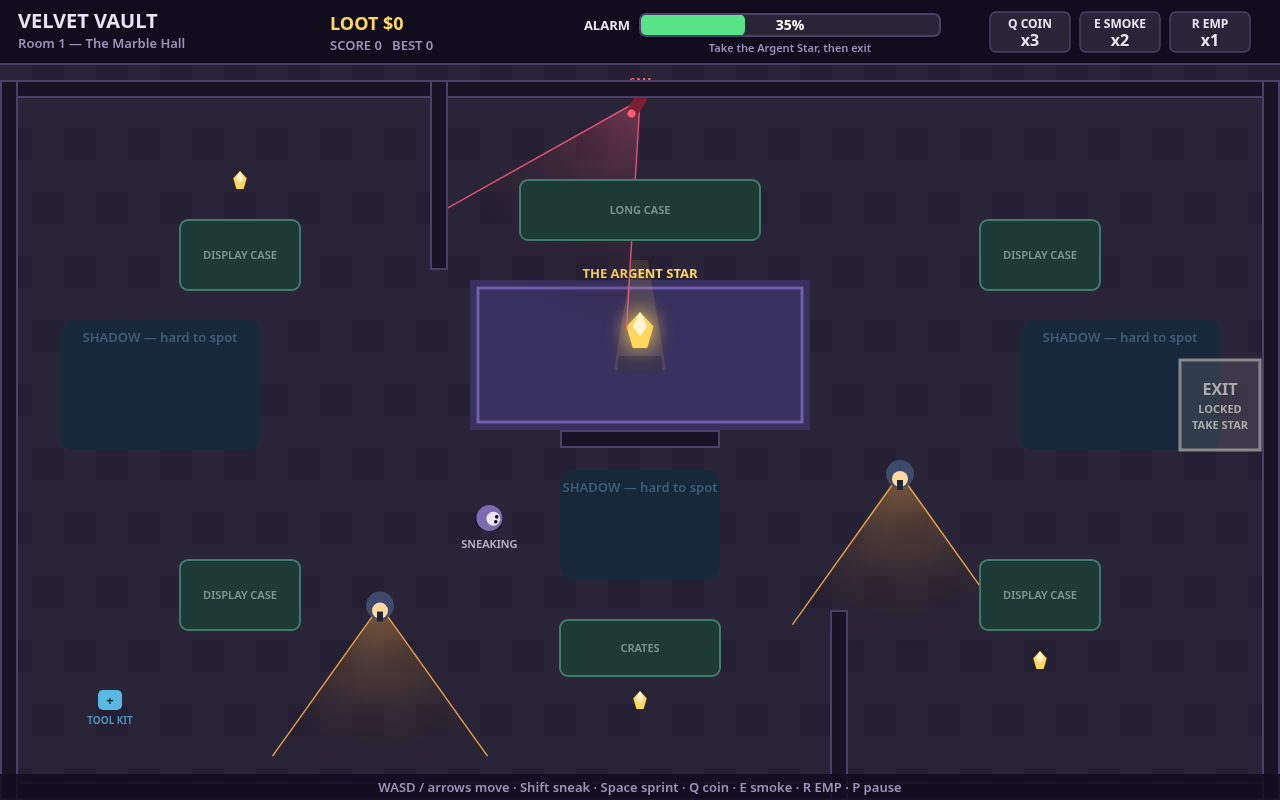 VELVET VAULT
Room 1 — The Marble Hall
LOOT $0
SCORE 0 BEST 0
ALARM
35%
Take the Argent Star, then exit
Q COIN
x3
E SMOKE
x2
R EMP
x1
LONG CASE
DISPLAY CASE
DISPLAY CASE
THE ARGENT STAR
SHADOW — hard to spot
SHADOW — hard to spot
EXIT
LOCKED
TAKE STAR
SHADOW — hard to spot
SNEAKING
DISPLAY CASE
DISPLAY CASE
CRATES
+
TOOL KIT
WASD / arrows move · Shift sneak · Space sprint · Q coin · E smoke · R EMP · P pause